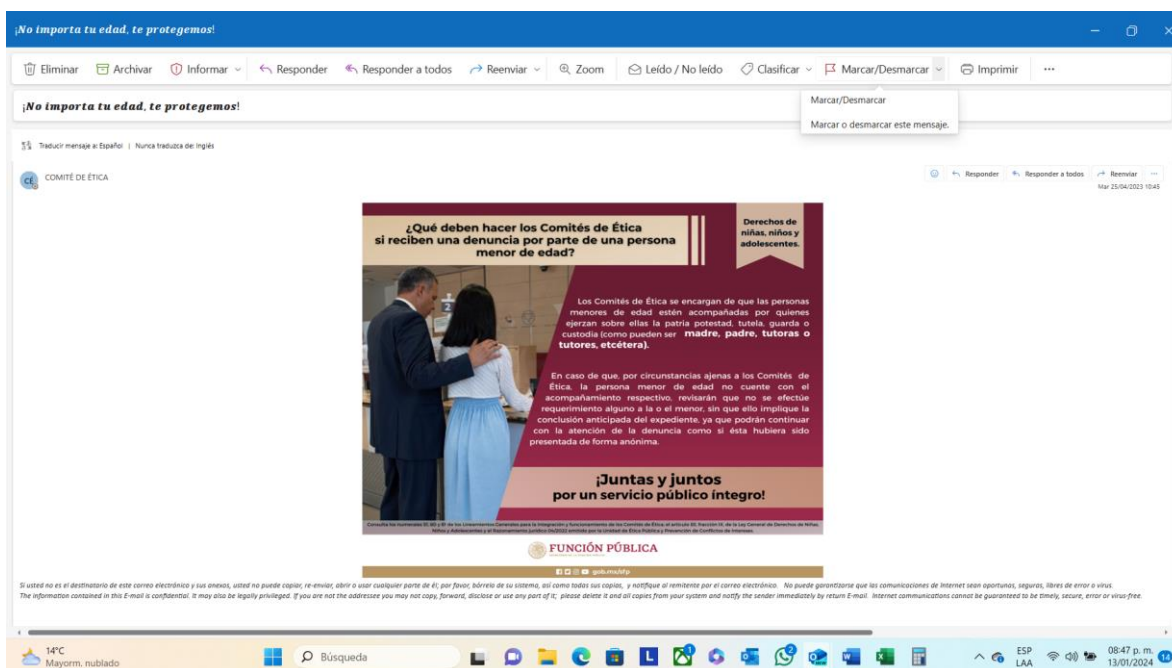 ¡No importa tu edad, te protegemos!
Eliminar Archivar Informar Responder Responder a todos Reenviar Zoom Leído / No leído Clasificar Marcar/Desmarcar Imprimir ...
¡No importa tu edad, te protegemos!
Marcar/Desmarcar
Marcar o desmarcar este mensaje.
Traducir mensaje a: Español | Nunca traduzca de: Inglés
CÉ COMITÉ DE ÉTICA
Responder Responder a todos Reenviar ...
Mar 25/04/2023 10:45
¿Qué deben hacer los Comités de Ética
si reciben una denuncia por parte de una persona
menor de edad?
Derechos de
niñas, niños y
adolescentes.
Los Comités de Ética se encargan de que las personas
menores de edad estén acompañadas por quienes
ejerzan sobre ellas la patria potestad, tutela, guarda o
custodia (como pueden ser madre, padre, tutoras o
tutores, etcétera).
En caso de que, por circunstancias ajenas a los Comités de
Ética, la persona menor de edad no cuente con el
acompañamiento respectivo, revisarán que no se efectúe
requerimiento alguno a la o el menor, sin que ello implique la
conclusión anticipada del expediente, ya que podrán continuar
con la atención de la denuncia como si ésta hubiera sido
presentada de forma anónima.
¡Juntas y juntos
por un servicio público íntegro!
FUNCIÓN PÚBLICA
gob.mx/sfp
Si usted no es el destinatario de este correo electrónico y sus anexos, usted no puede copiar, re-enviar, abrir o usar cualquier parte de él; por favor, bórrelo de su sistema, así como todas sus copias, y notifique al remitente por el correo electrónico. No puede garantizarse que las comunicaciones de Internet sean oportunas, seguras, libres de error o virus.
The information contained in this E-mail is confidential. It may also be legally privileged. If you are not the addressee you may not copy, forward, disclose or use any part of it; please delete it and all copies from your system and notify the sender immediately by return E-mail. Internet communications cannot be guaranteed to be timely, secure, error or virus-free.
14°C
Mayorm. nublado
Búsqueda
ESP
LAA
08:47 p. m.
13/01/2024